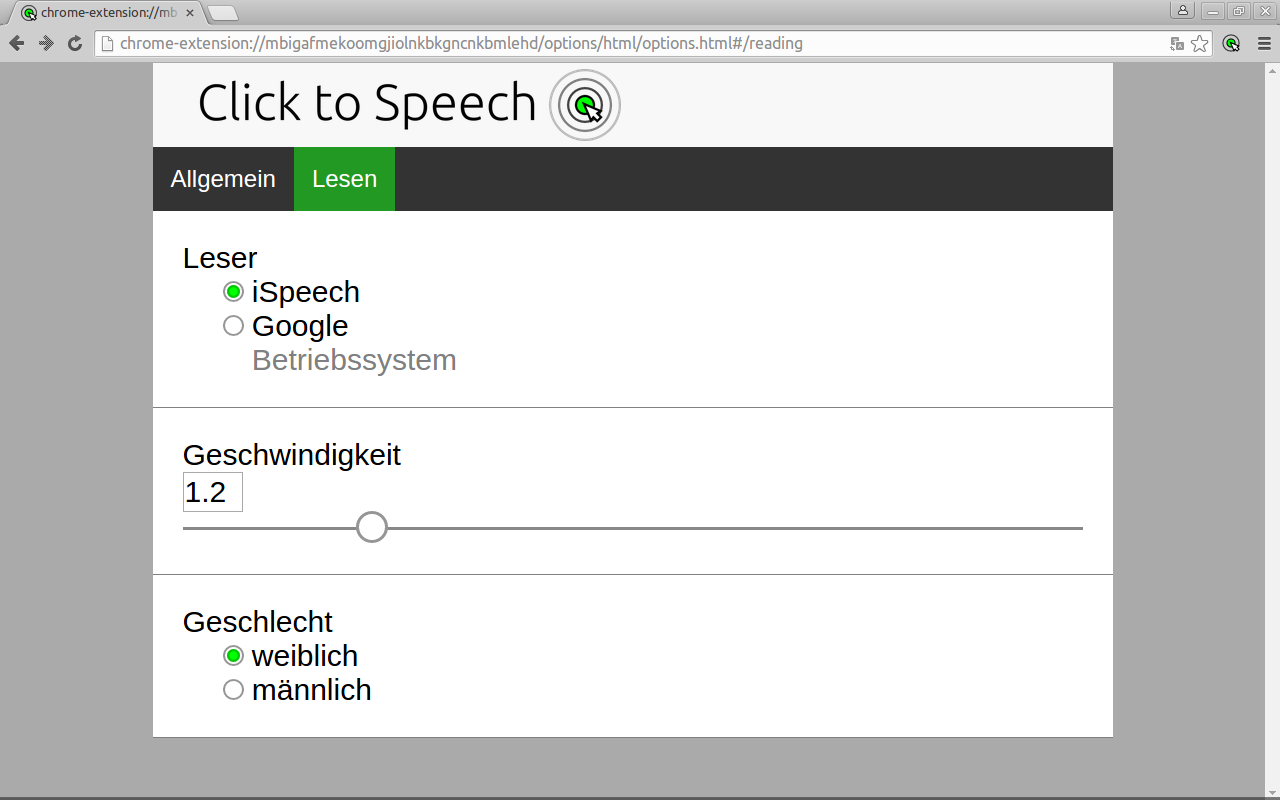 chrome-extension://mb
chrome-extension://mbigafmekoomgjiolnkbkgncnkbmlehd/options/html/options.html#/reading
Click to Speech
Allgemein
Lesen
Leser
iSpeech
Google
Betriebssystem
Geschwindigkeit
1.2
Geschlecht
weiblich
männlich